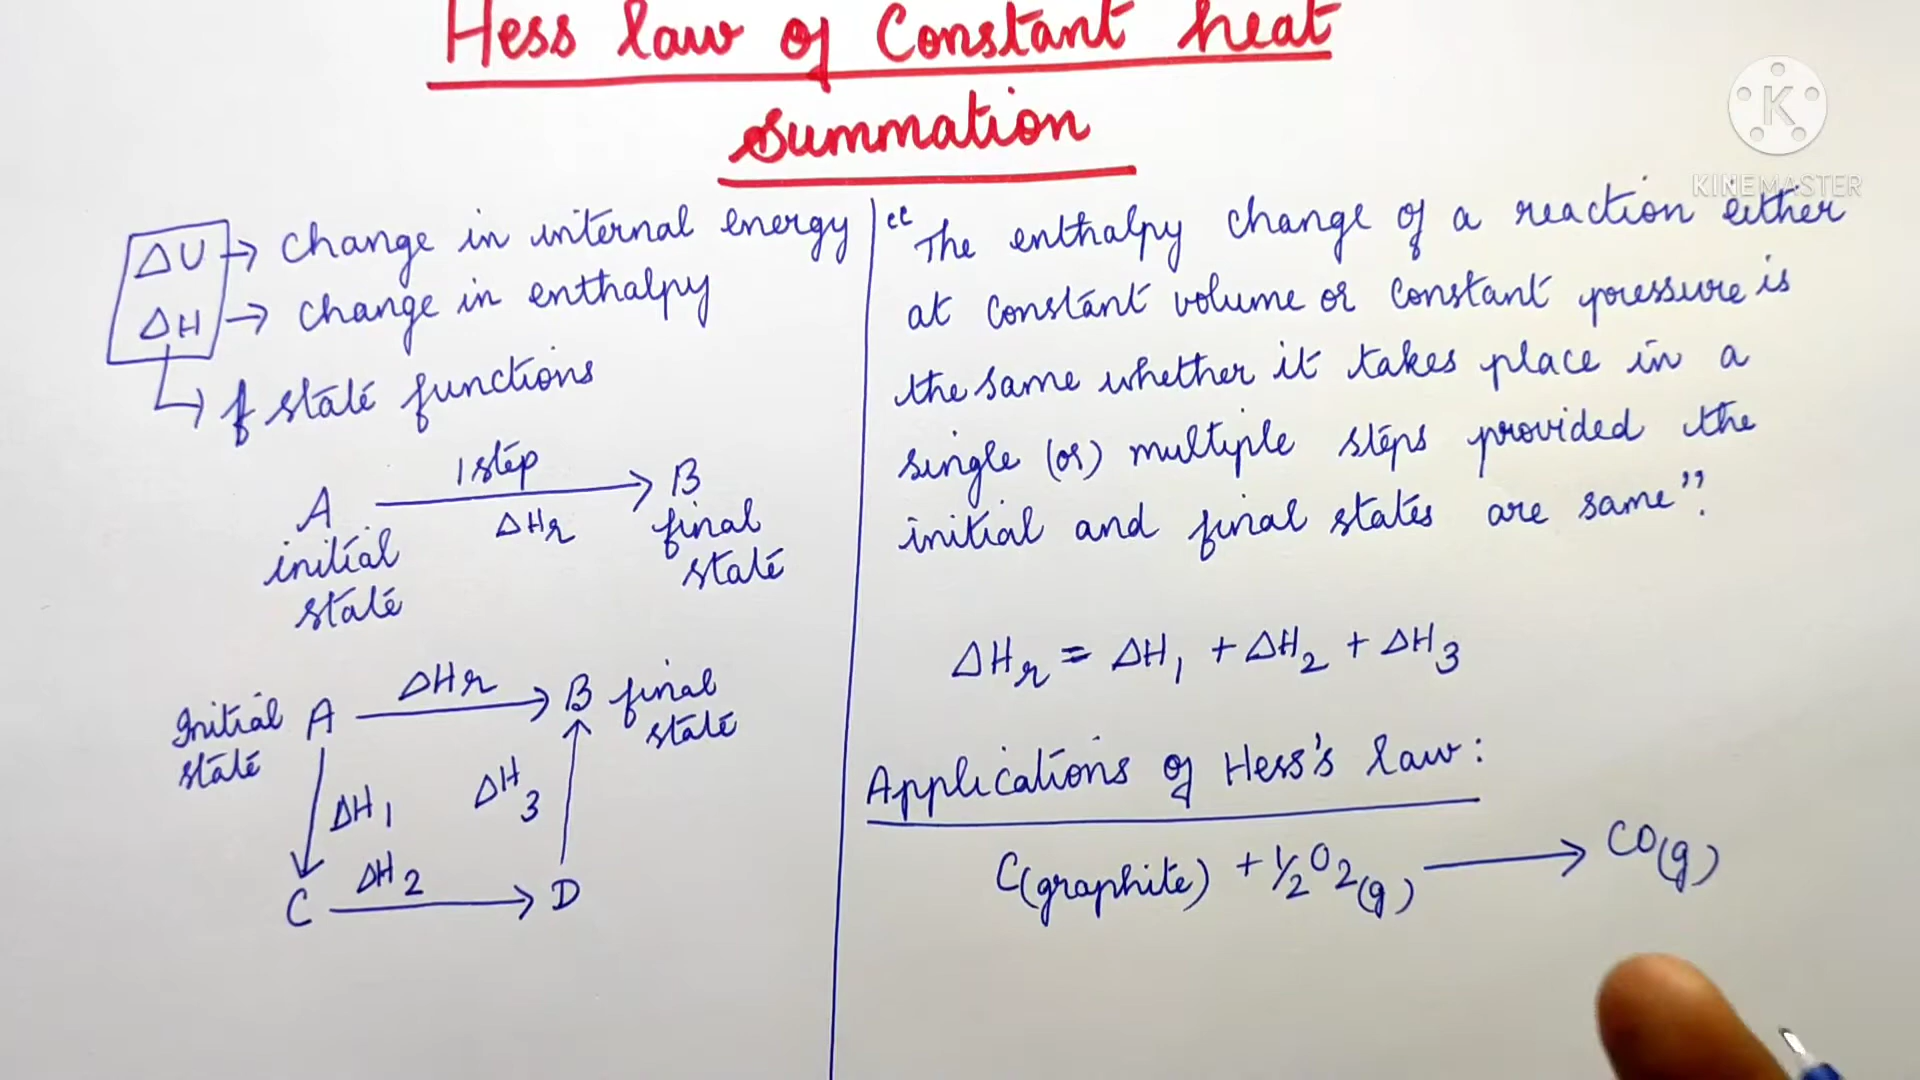 Hess law of Constant heat
summation
KINEMASTER
ΔU → change in internal energy
ΔH → change in enthalpy
→ f state functions
A 1 step → B
ΔHr
initial state
final state
Initial state A ΔHr → B final state
ΔH1
ΔH3
C ΔH2 → D
"The enthalpy change of a reaction either
at constant volume or constant pressure is
the same whether it takes place in a
single (or) multiple steps provided the
initial and final states are same".
ΔHr = ΔH1 + ΔH2 + ΔH3
Applications of Hess's law:
C(graphite) + 1/2 O2(g) → CO(g)